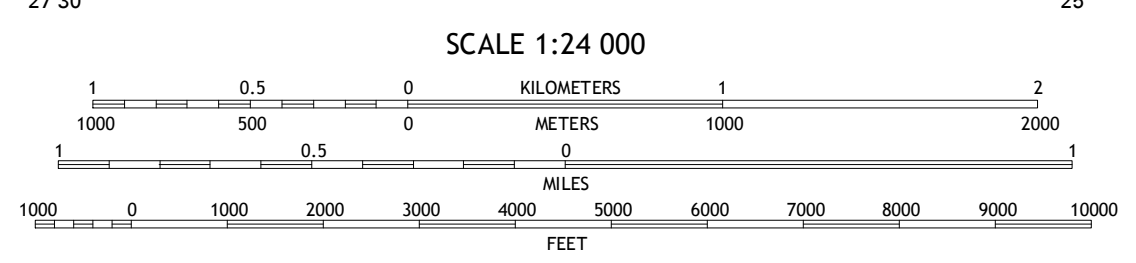 27'30" 25'
SCALE 1:24 000
1 0.5 0 KILOMETERS 1 2
1000 500 0 METERS 1000 2000
1 0.5 0 1
MILES
1000 0 1000 2000 3000 4000 5000 6000 7000 8000 9000 10000
FEET